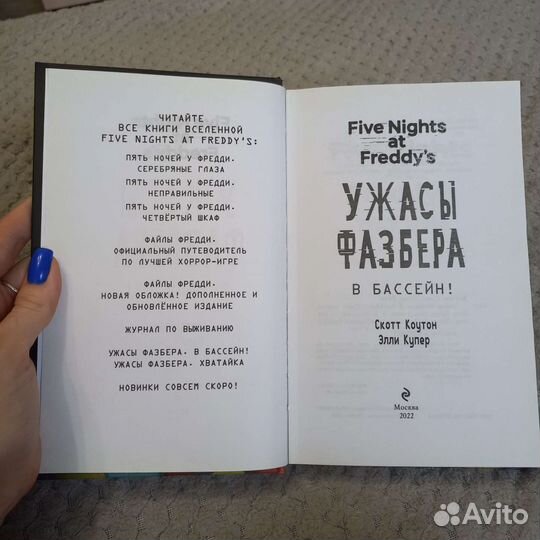 ЧИТАЙТЕ
ВСЕ КНИГИ ВСЕЛЕННОЙ
FIVE NIGHTS AT FREDDY'S:
ПЯТЬ НОЧЕЙ У ФРЕДДИ.
СЕРЕБРЯНЫЕ ГЛАЗА
ПЯТЬ НОЧЕЙ У ФРЕДДИ.
НЕПРАВИЛЬНЫЕ
ПЯТЬ НОЧЕЙ У ФРЕДДИ.
ЧЕТВЁРТЫЙ ШКАФ
ФАЙЛЫ ФРЕДДИ.
ОФИЦИАЛЬНЫЙ ПУТЕВОДИТЕЛЬ
ПО ЛУЧШЕЙ ХОРРОР-ИГРЕ
ФАЙЛЫ ФРЕДДИ.
НОВАЯ ОБЛОЖКА! ДОПОЛНЕННОЕ И
ОБНОВЛЁННОЕ ИЗДАНИЕ
ЖУРНАЛ ПО ВЫЖИВАНИЮ
УЖАСЫ ФАЗБЕРА. В БАССЕЙН!
УЖАСЫ ФАЗБЕРА. ХВАТАЙКА
НОВИНКИ СОВСЕМ СКОРО!
Five Nights
at
Freddy's
УЖАСЫ
ФАЗБЕРА
В БАССЕЙН!
Скотт Коутон
Элли Купер
Москва
2022
Avito